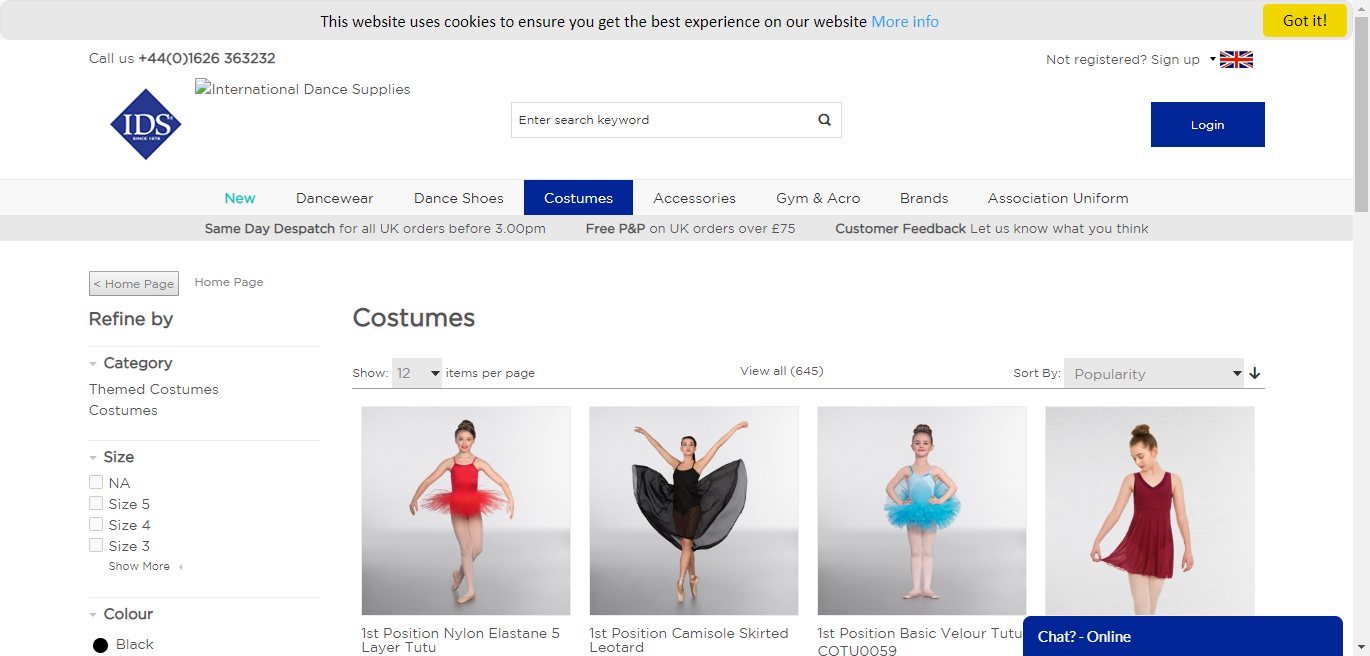 This website uses cookies to ensure you get the best experience on our website More info
Got it!
Call us +44(0)1626 363232
Not registered? Sign up
International Dance Supplies
IDS
SINCE 1978
Enter search keyword
Login
New Dancewear Dance Shoes Costumes Accessories Gym & Acro Brands Association Uniform
Same Day Despatch for all UK orders before 3.00pm Free P&P on UK orders over £75 Customer Feedback Let us know what you think
< Home Page Home Page
Refine by
Category
Themed Costumes
Costumes
Size
NA
Size 5
Size 4
Size 3
Show More
Colour
Black
Costumes
Show: 12 items per page
View all (645)
Sort By: Popularity
1st Position Nylon Elastane 5
Layer Tutu
1st Position Camisole Skirted
Leotard
1st Position Basic Velour Tutu
COTU0059
Chat? - Online